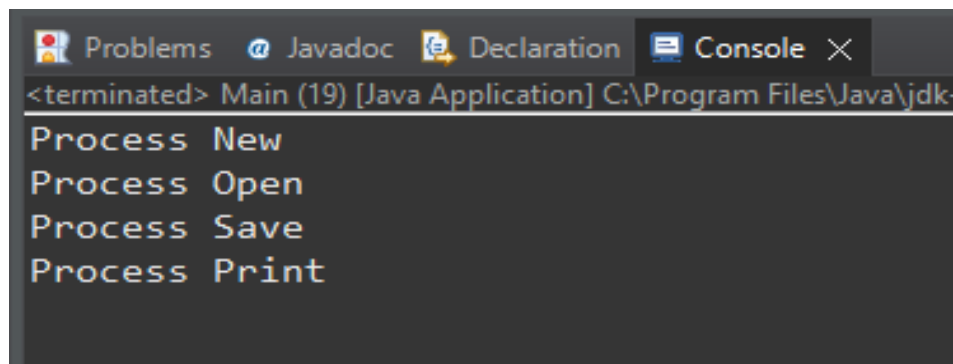 Problems @ Javadoc Declaration Console
<terminated> Main (19) [Java Application] C:\Program Files\Java\jdk-
Process New
Process Open
Process Save
Process Print